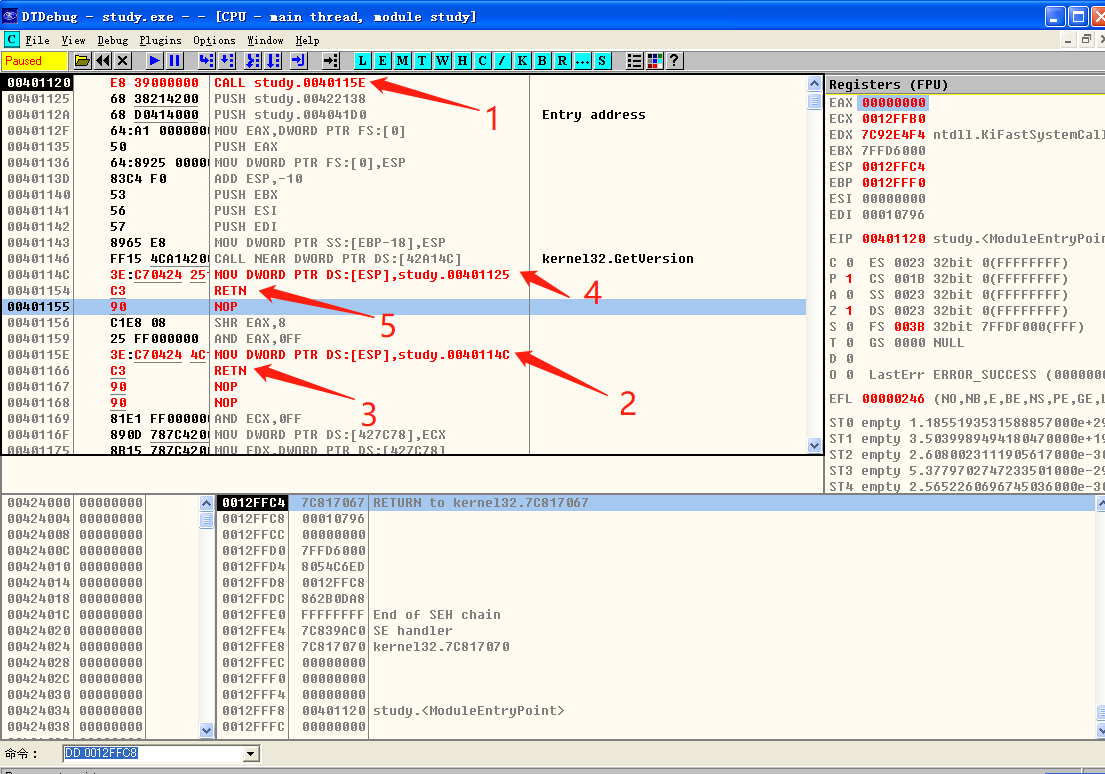 DTDebug - study.exe - - [CPU - main thread, module study]
C File View Debug Plugins Options Window Help
Paused L E M T W H C / K B R ... S ?
00401120 E8 39000000 CALL study.0040115E
00401125 68 38214200 PUSH study.00422138
0040112A 68 D0414000 PUSH study.004041D0 Entry address
0040112F 64:A1 0000000 MOV EAX,DWORD PTR FS:[0]
00401135 50 PUSH EAX
00401136 64:8925 0000 MOV DWORD PTR FS:[0],ESP
0040113D 83C4 F0 ADD ESP,-10
00401140 53 PUSH EBX
00401141 56 PUSH ESI
00401142 57 PUSH EDI
00401143 8965 E8 MOV DWORD PTR SS:[EBP-18],ESP
00401146 FF15 4CA14200 CALL NEAR DWORD PTR DS:[42A14C] kernel32.GetVersion
0040114C 3E:C70424 25 MOV DWORD PTR DS:[ESP],study.00401125
00401154 C3 RETN
00401155 90 NOP
00401156 C1E8 08 SHR EAX,8
00401159 25 FF000000 AND EAX,0FF
0040115E 3E:C70424 4C MOV DWORD PTR DS:[ESP],study.0040114C
00401166 C3 RETN
00401167 90 NOP
00401168 90 NOP
00401169 81E1 FF00000 AND ECX,0FF
0040116F 890D 787C420 MOV DWORD PTR DS:[427C78],ECX
00401175 8B15 787C420 MOV EDX,DWORD PTR DS:[427C78]
1
4
5
2
3
Registers (FPU)
EAX 00000000
ECX 0012FFB0
EDX 7C92E4F4 ntdll.KiFastSystemCall
EBX 7FFD6000
ESP 0012FFC4
EBP 0012FFF0
ESI 00000000
EDI 00010796
EIP 00401120 study.<ModuleEntryPoin
C 0 ES 0023 32bit 0(FFFFFFFF)
P 1 CS 001B 32bit 0(FFFFFFFF)
A 0 SS 0023 32bit 0(FFFFFFFF)
Z 1 DS 0023 32bit 0(FFFFFFFF)
S 0 FS 003B 32bit 7FFDF000(FFF)
T 0 GS 0000 NULL
D 0
O 0 LastErr ERROR_SUCCESS (0000000
EFL 00000246 (NO,NB,E,BE,NS,PE,GE,L
ST0 empty 1.1855193531588857000e+29
ST1 empty 3.5039989494180470000e+1
ST2 empty 2.6080023111905617000e-3
ST3 empty 5.3779702747233501000e-2
ST4 empty 2.5652260696745036000e-3
00424000 00000000
00424004 00000000
00424008 00000000
0042400C 00000000
00424010 00000000
00424014 00000000
00424018 00000000
0042401C 00000000
00424020 00000000
00424024 00000000
00424028 00000000
0042402C 00000000
00424030 00000000
00424034 00000000
00424038 00000000
0012FFC4 7C817067 RETURN to kernel32.7C817067
0012FFC8 00010796
0012FFCC 00000000
0012FFD0 7FFD6000
0012FFD4 8054C6ED
0012FFD8 0012FFC8
0012FFDC 862B0DA8
0012FFE0 FFFFFFFF End of SEH chain
0012FFE4 7C839AC0 SE handler
0012FFE8 7C817070 kernel32.7C817070
0012FFEC 00000000
0012FFF0 00000000
0012FFF4 00000000
0012FFF8 00401120 study.<ModuleEntryPoint>
0012FFFC 00000000
命令： DD 0012FFC8